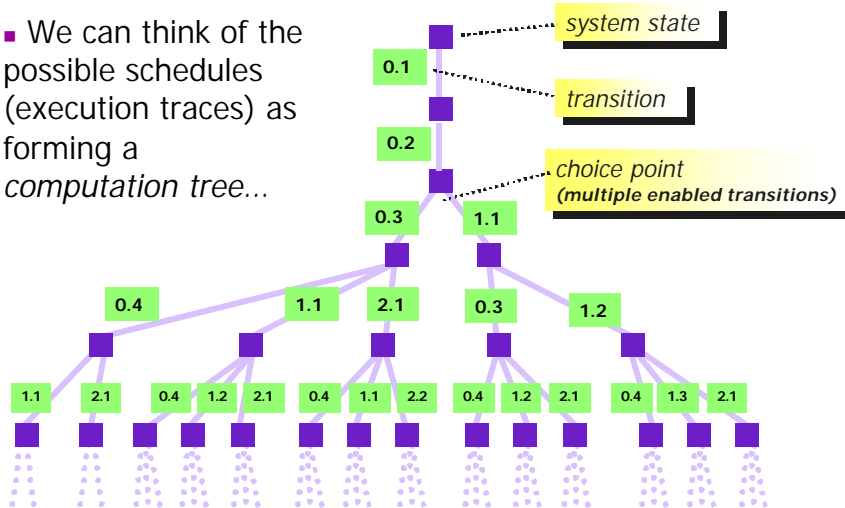 ▪ We can think of the
possible schedules
(execution traces) as
forming a
computation tree...
system state
0.1
transition
0.2
choice point
(multiple enabled transitions)
0.3 1.1
0.4 1.1 2.1 0.3 1.2
1.1 2.1 0.4 1.2 2.1 0.4 1.1 2.2 0.4 1.2 2.1 0.4 1.3 2.1